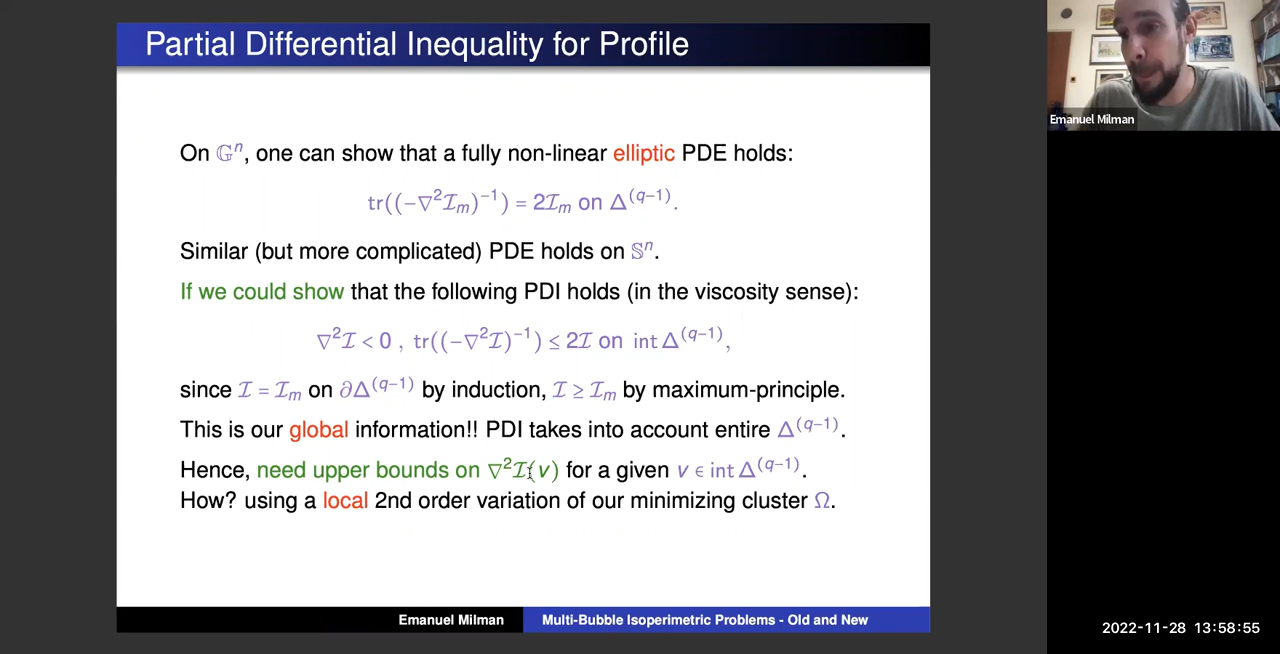 Partial Differential Inequality for Profile
On 𝔾ⁿ, one can show that a fully non-linear elliptic PDE holds:
tr((−∇²ℐₘ)⁻¹) = 2ℐₘ on Δ⁽q⁻¹⁾.
Similar (but more complicated) PDE holds on 𝕊ⁿ.
If we could show that the following PDI holds (in the viscosity sense):
∇²ℐ < 0 , tr((−∇²ℐ)⁻¹) ≤ 2ℐ on int Δ^(q−1),
since ℐ = ℐₘ on ∂Δ^(q−1) by induction, ℐ ≥ ℐₘ by maximum-principle.
This is our global information!! PDI takes into account entire Δ^(q−1).
Hence, need upper bounds on ∇²ℐ(v) for a given v ∈ int Δ^(q−1).
How? using a local 2nd order variation of our minimizing cluster Ω.
Emanuel Milman
Multi-Bubble Isoperimetric Problems - Old and New
Emanuel Milman
2022-11-28 13:58:55